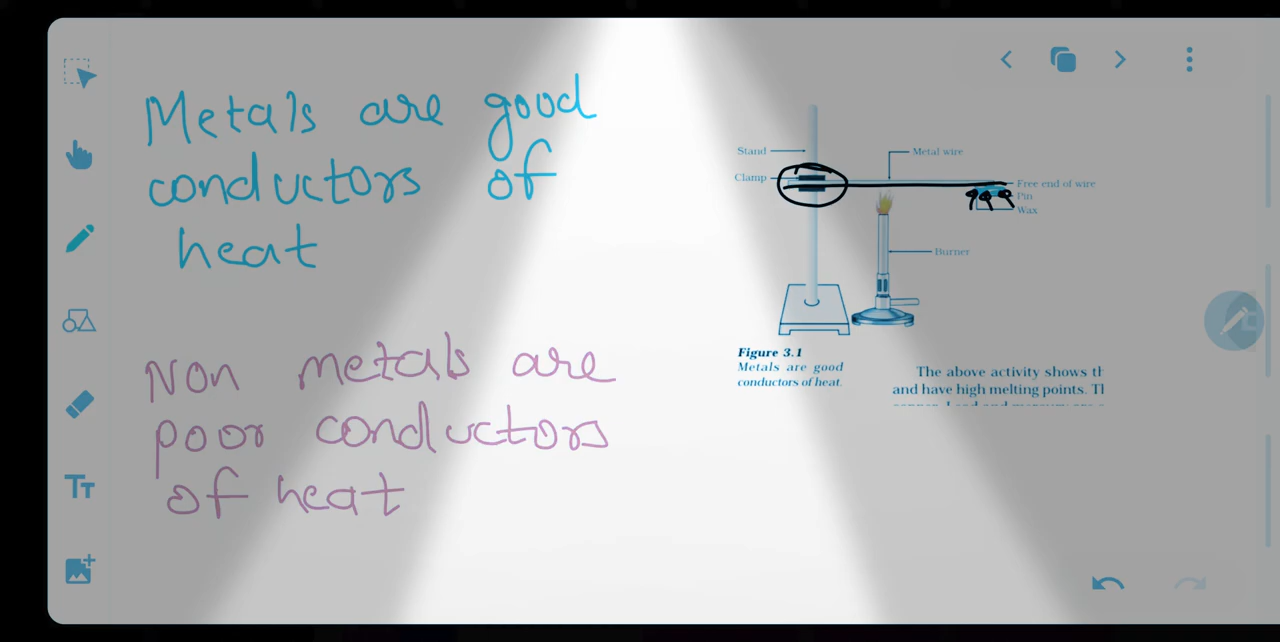 Metals are good
conductors of
heat
Non metals are
poor conductors
of heat
Stand
Clamp
Metal wire
Free end of wire
Pin
Wax
Burner
Figure 3.1
Metals are good
conductors of heat.
The above activity shows th
and have high melting points. Th
TT